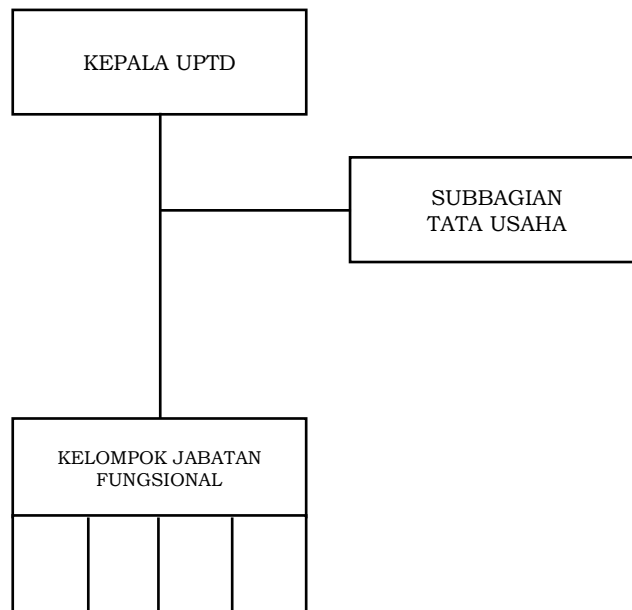 KEPALA UPTD
SUBBAGIAN
TATA USAHA
KELOMPOK JABATAN
FUNGSIONAL